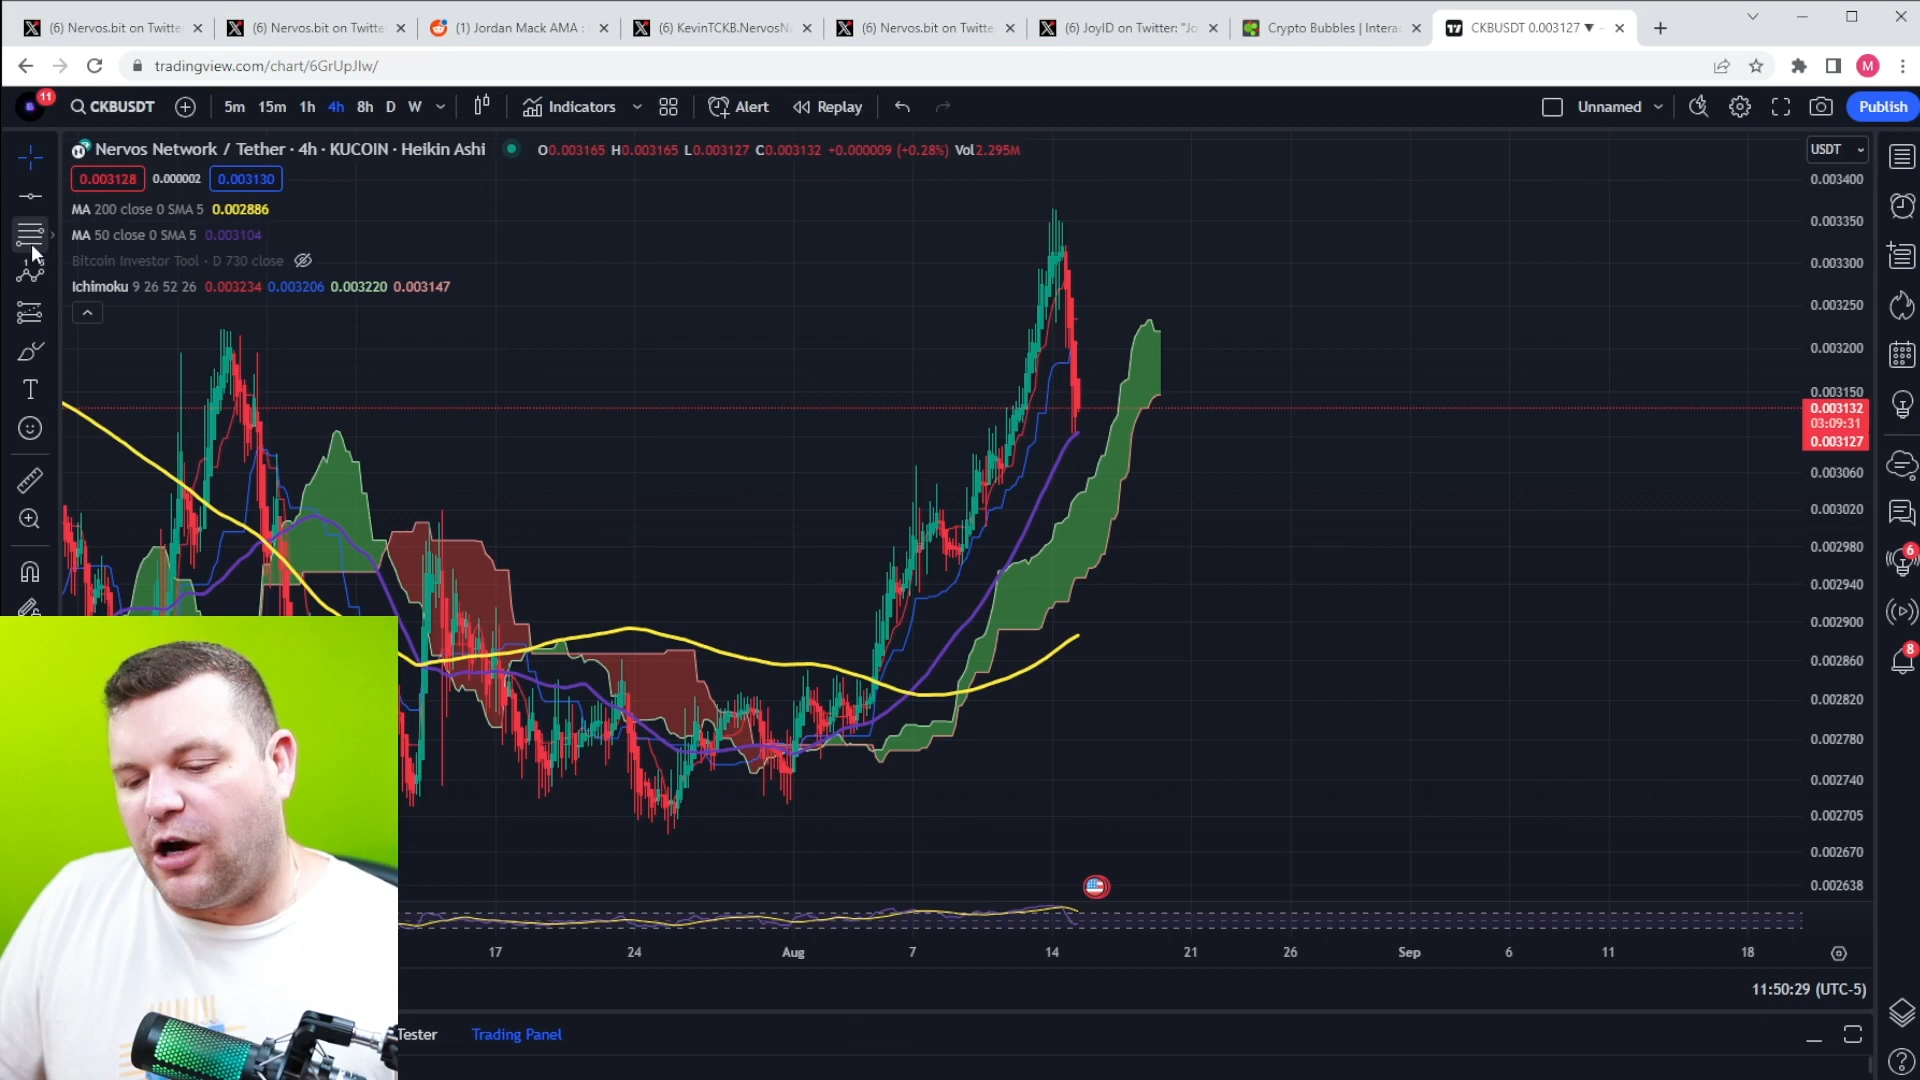 (6) Nervos.bit on Twitte
(6) Nervos.bit on Twitte
(1) Jordan Mack AMA :
(6) KevinTCKB.NervosN
(6) Nervos.bit on Twitte
(6) JoyID on Twitter: "Jo
Crypto Bubbles | Intera
CKBUSDT 0.003127 ▼ -
tradingview.com/chart/6GrUpJIw/
M
11
CKBUSDT 5m 15m 1h 4h 8h D W Indicators Alert Replay Unnamed Publish
Nervos Network / Tether · 4h · KUCOIN · Heikin Ashi O0.003165 H0.003165 L0.003127 C0.003132 +0.000009 (+0.28%) Vol2.295M
USDT
0.003128 0.000002 0.003130
MA 200 close 0 SMA 5 0.002886
MA 50 close 0 SMA 5 0.003104
Bitcoin Investor Tool · D 730 close
Ichimoku 9 26 52 26 0.003234 0.003206 0.003220 0.003147
0.003400
0.003350
0.003300
0.003250
0.003200
0.003150
0.003132
03:09:31
0.003127
0.003060
0.003020
0.002980
0.002940
0.002900
0.002860
0.002820
0.002780
0.002740
0.002705
0.002670
0.002638
6
8
17 24 Aug 7 14 21 26 Sep 6 11 18
11:50:29 (UTC-5)
Tester Trading Panel